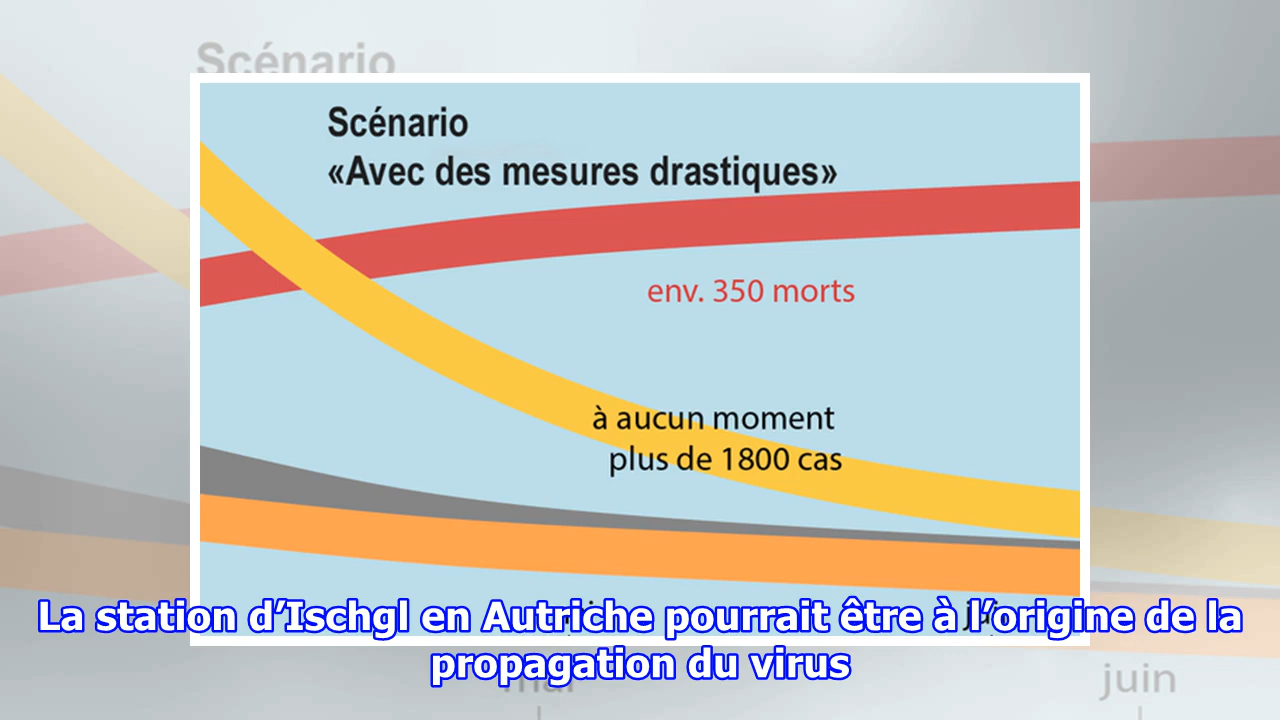 Scénario
Scénario
«Avec des mesures drastiques»
env. 350 morts
à aucun moment
plus de 1800 cas
La station d’Ischgl en Autriche pourrait être à l’origine de la
propagation du virus
juin